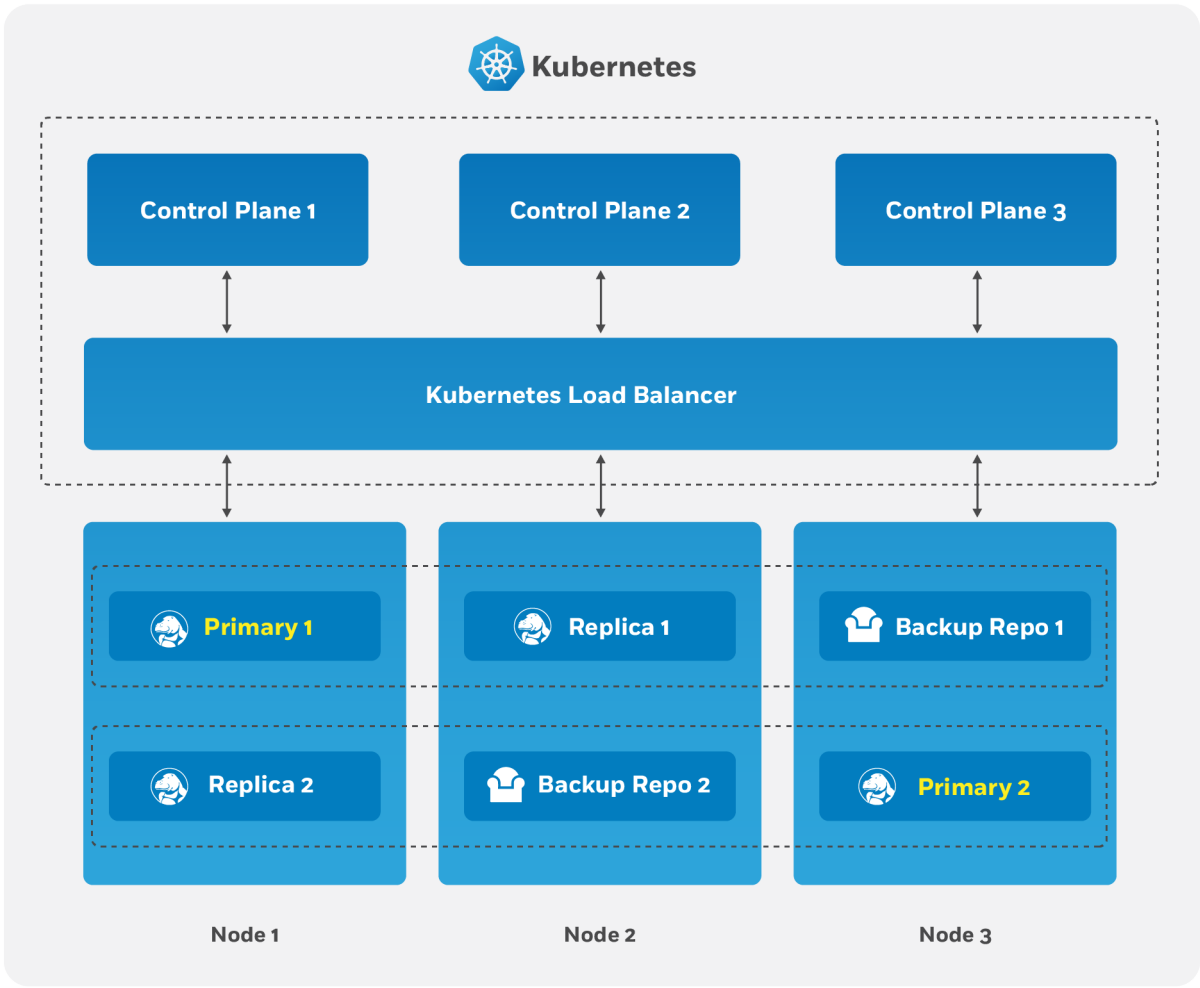 Kubernetes
Control Plane 1
Control Plane 2
Control Plane 3
Kubernetes Load Balancer
Primary 1
Replica 1
Backup Repo 1
Replica 2
Backup Repo 2
Primary 2
Node 1
Node 2
Node 3